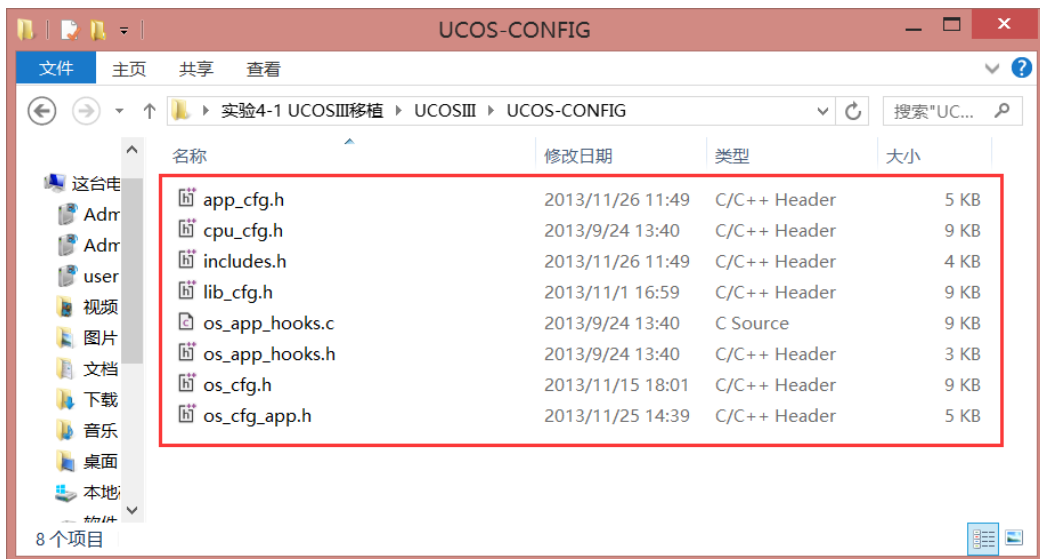 UCOS-CONFIG
文件 主页 共享 查看
实验4-1 UCOSIII移植 UCOSIII UCOS-CONFIG 搜索"UC...
名称 修改日期 类型 大小
这台电
Adm
Adm
user
视频
图片
文档
下载
音乐
桌面
本地
软件
app_cfg.h 2013/11/26 11:49 C/C++ Header 5 KB
cpu_cfg.h 2013/9/24 13:40 C/C++ Header 9 KB
includes.h 2013/11/26 11:49 C/C++ Header 4 KB
lib_cfg.h 2013/11/1 16:59 C/C++ Header 9 KB
os_app_hooks.c 2013/9/24 13:40 C Source 9 KB
os_app_hooks.h 2013/9/24 13:40 C/C++ Header 3 KB
os_cfg.h 2013/11/15 18:01 C/C++ Header 9 KB
os_cfg_app.h 2013/11/25 14:39 C/C++ Header 5 KB
8 个项目